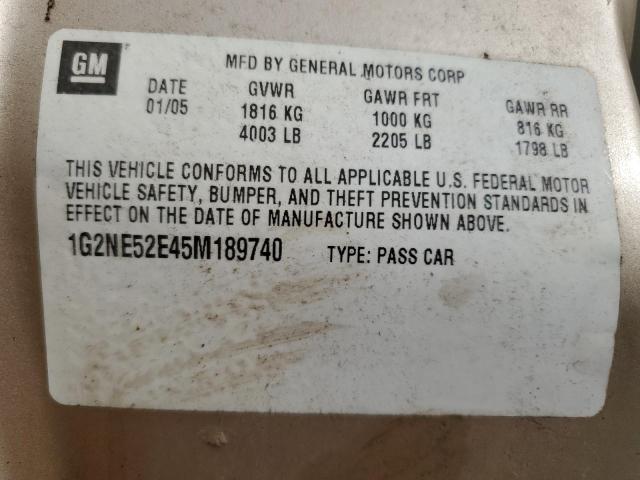 GM
MFD BY GENERAL MOTORS CORP
DATE GVWR GAWR FRT GAWR RR
01/05 1816 KG 1000 KG 816 KG
4003 LB 2205 LB 1798 LB
THIS VEHICLE CONFORMS TO ALL APPLICABLE U.S. FEDERAL MOTOR
VEHICLE SAFETY, BUMPER, AND THEFT PREVENTION STANDARDS IN
EFFECT ON THE DATE OF MANUFACTURE SHOWN ABOVE.
1G2NE52E45M189740 TYPE: PASS CAR